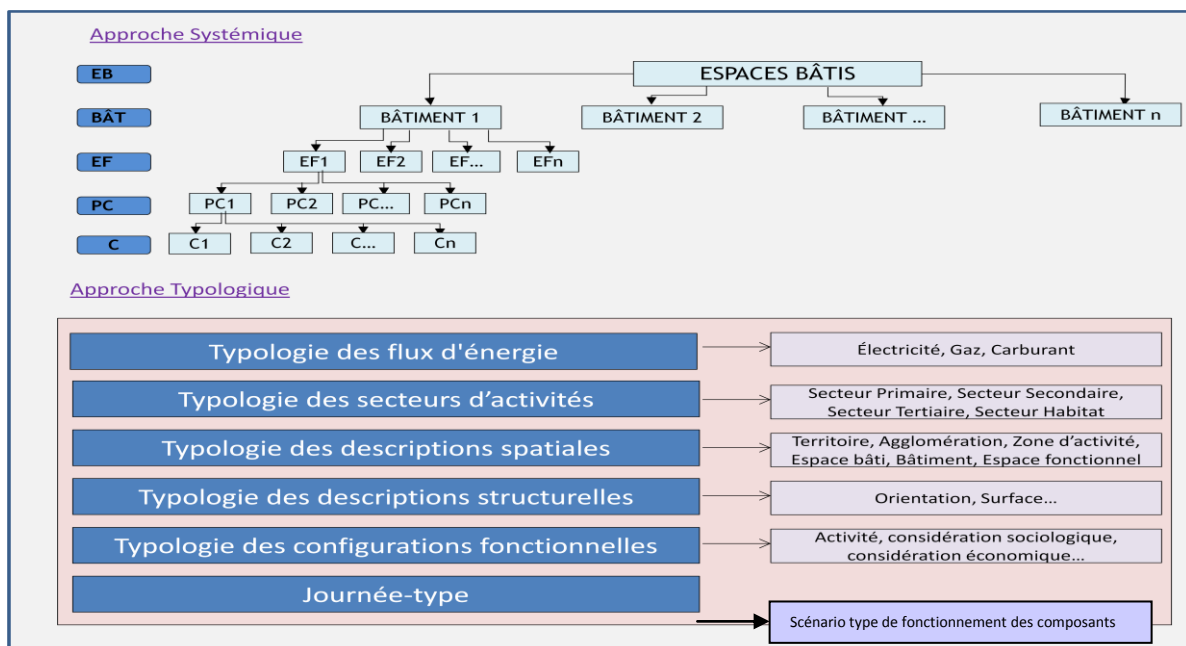 Approche Systémique
EB
ESPACES BÂTIS
BÂT
BÂTIMENT 1
BÂTIMENT 2
BÂTIMENT ...
BÂTIMENT n
EF
EF1
EF2
EF...
EFn
PC
PC1
PC2
PC...
PCn
C
C1
C2
C...
Cn
Approche Typologique
Typologie des flux d'énergie
Électricité, Gaz, Carburant
Typologie des secteurs d’activités
Secteur Primaire, Secteur Secondaire,
Secteur Tertiaire, Secteur Habitat
Typologie des descriptions spatiales
Territoire, Agglomération, Zone d’activité,
Espace bâti, Bâtiment, Espace fonctionnel
Typologie des descriptions structurelles
Orientation, Surface...
Typologie des configurations fonctionnelles
Activité, considération sociologique,
considération économique...
Journée-type
Scénario type de fonctionnement des composants